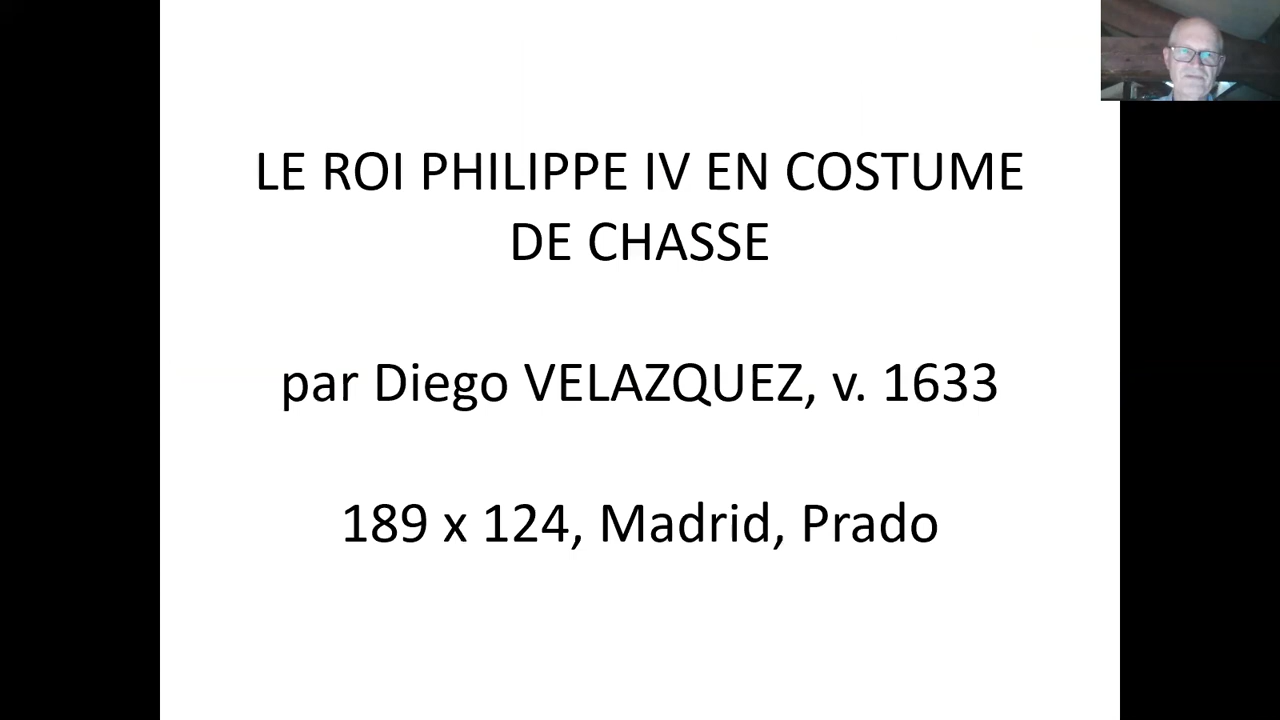 LE ROI PHILIPPE IV EN COSTUME
DE CHASSE
par Diego VELAZQUEZ, v. 1633
189 x 124, Madrid, Prado